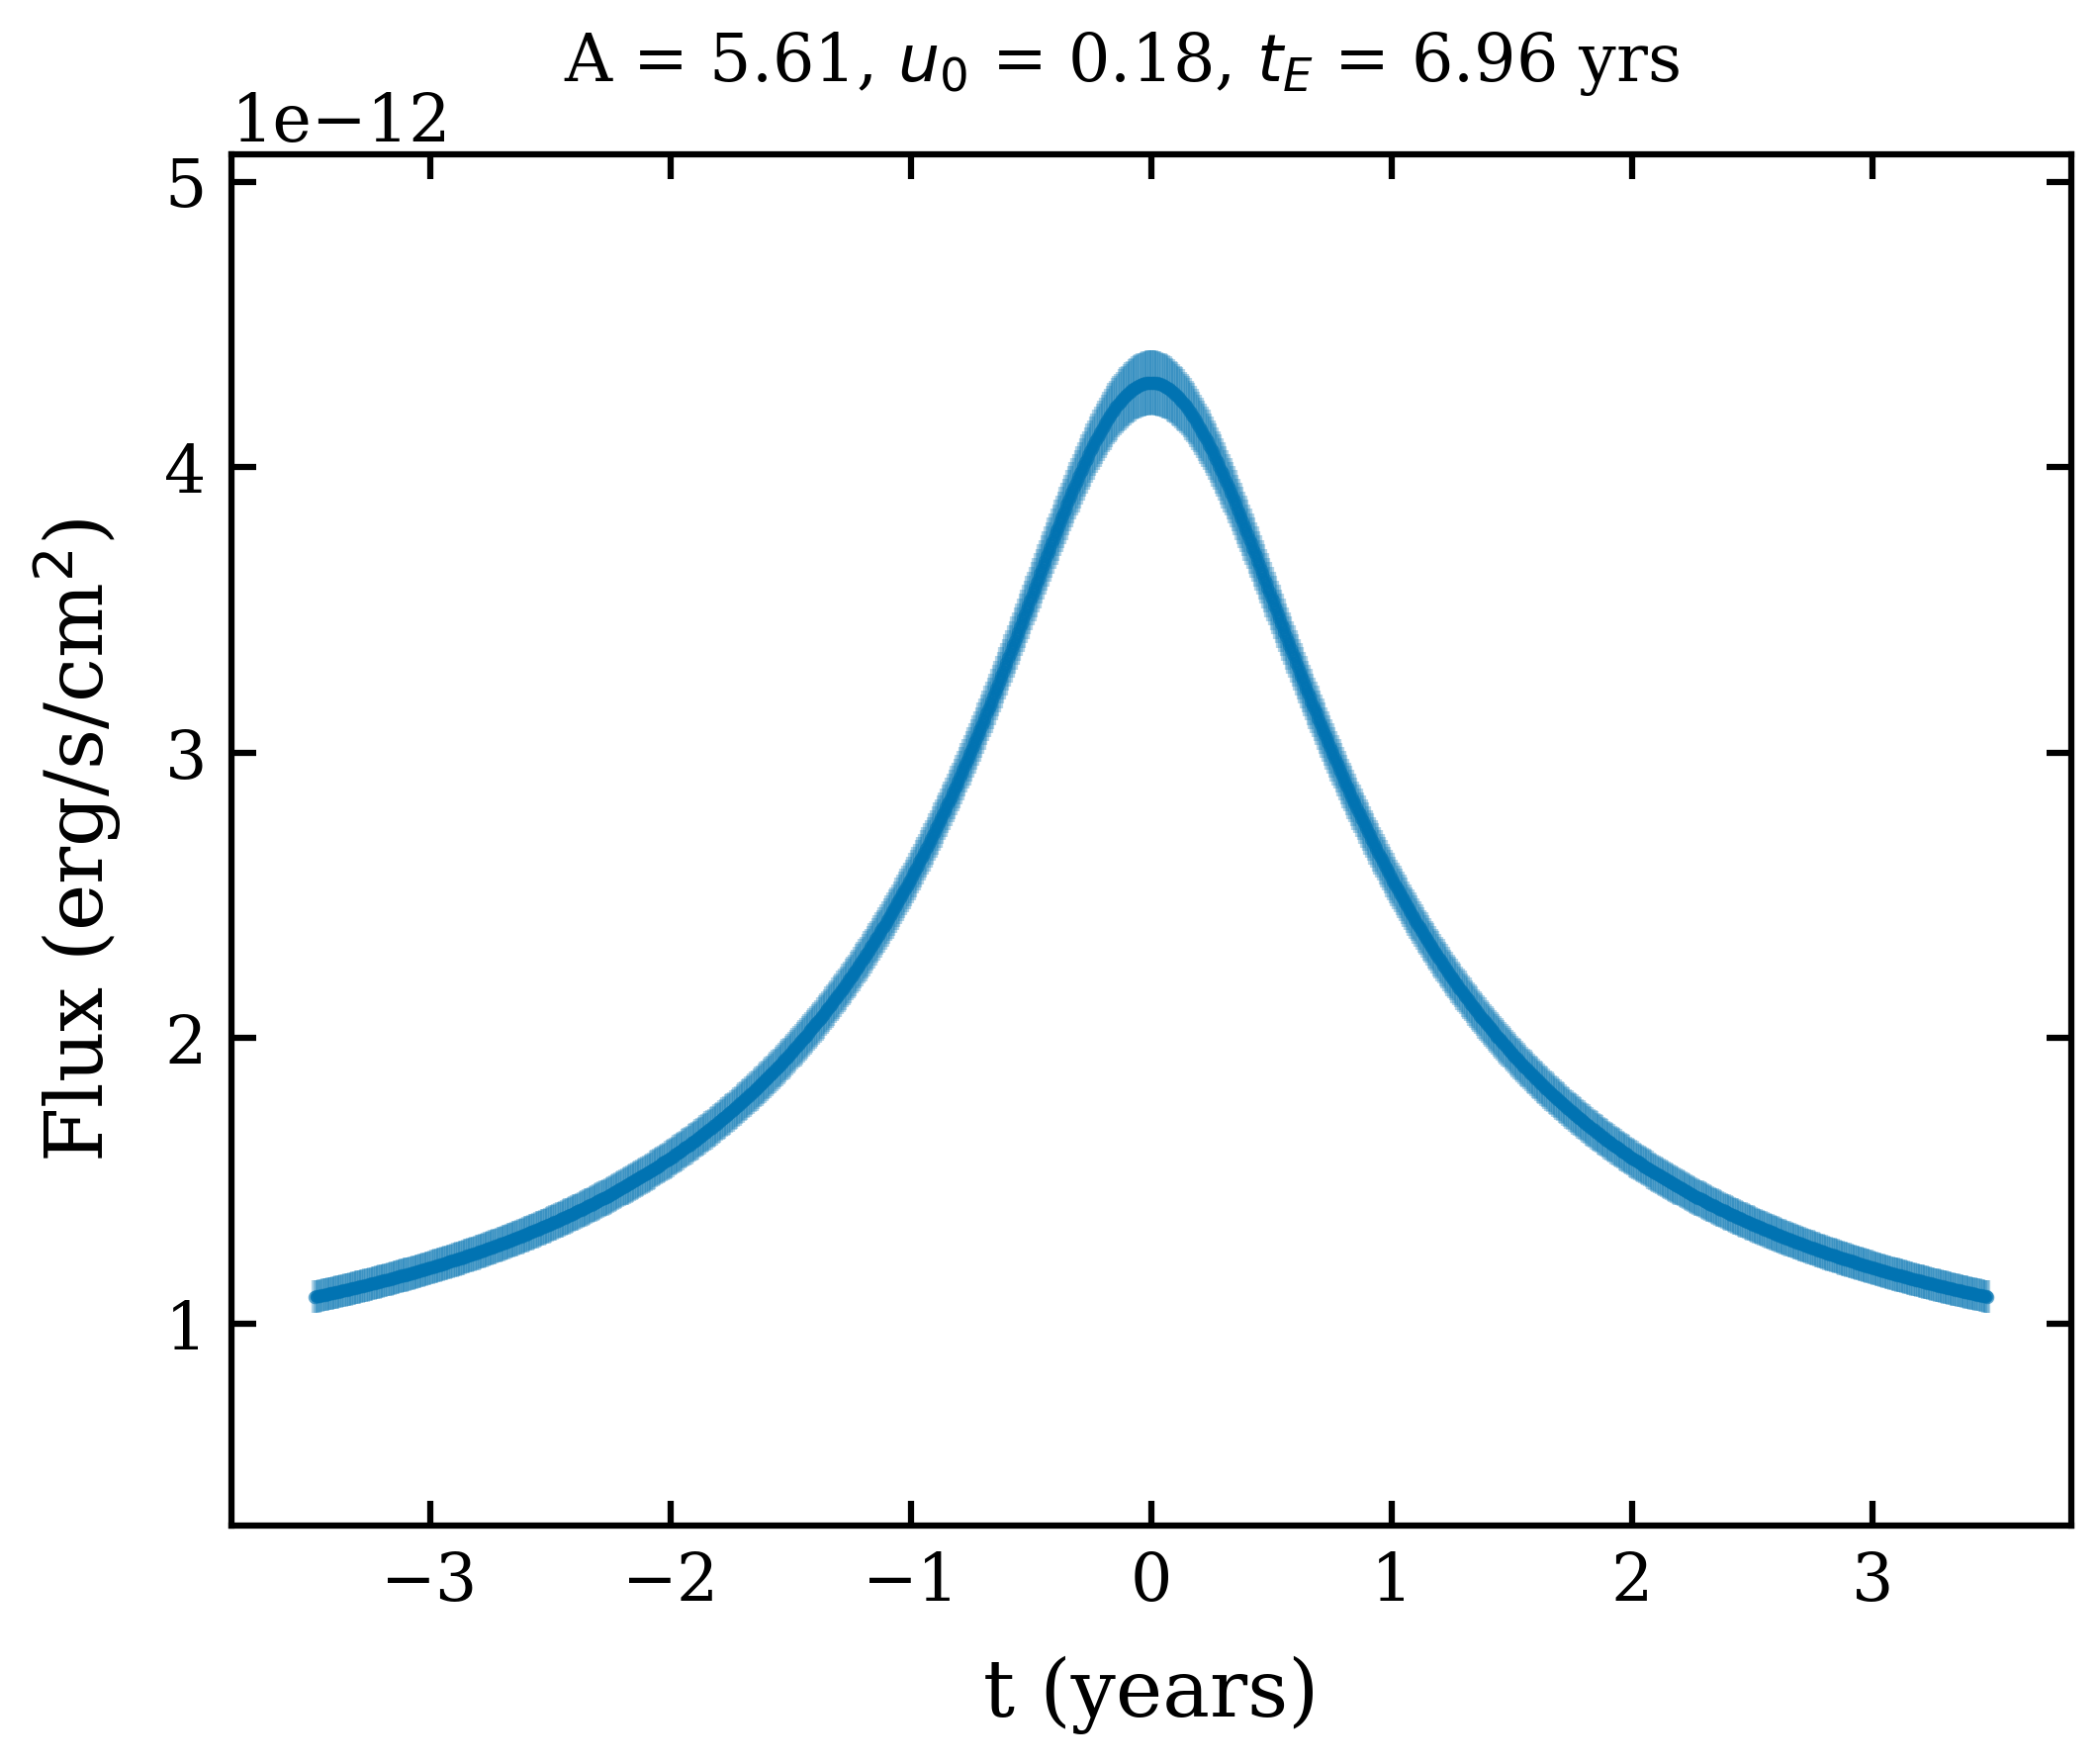 A = 5.61, u₀ = 0.18, t_E = 6.96 yrs
1e−12
5
4
3
2
1
Flux (erg/s/cm²)
−3 −2 −1 0 1 2 3
t (years)